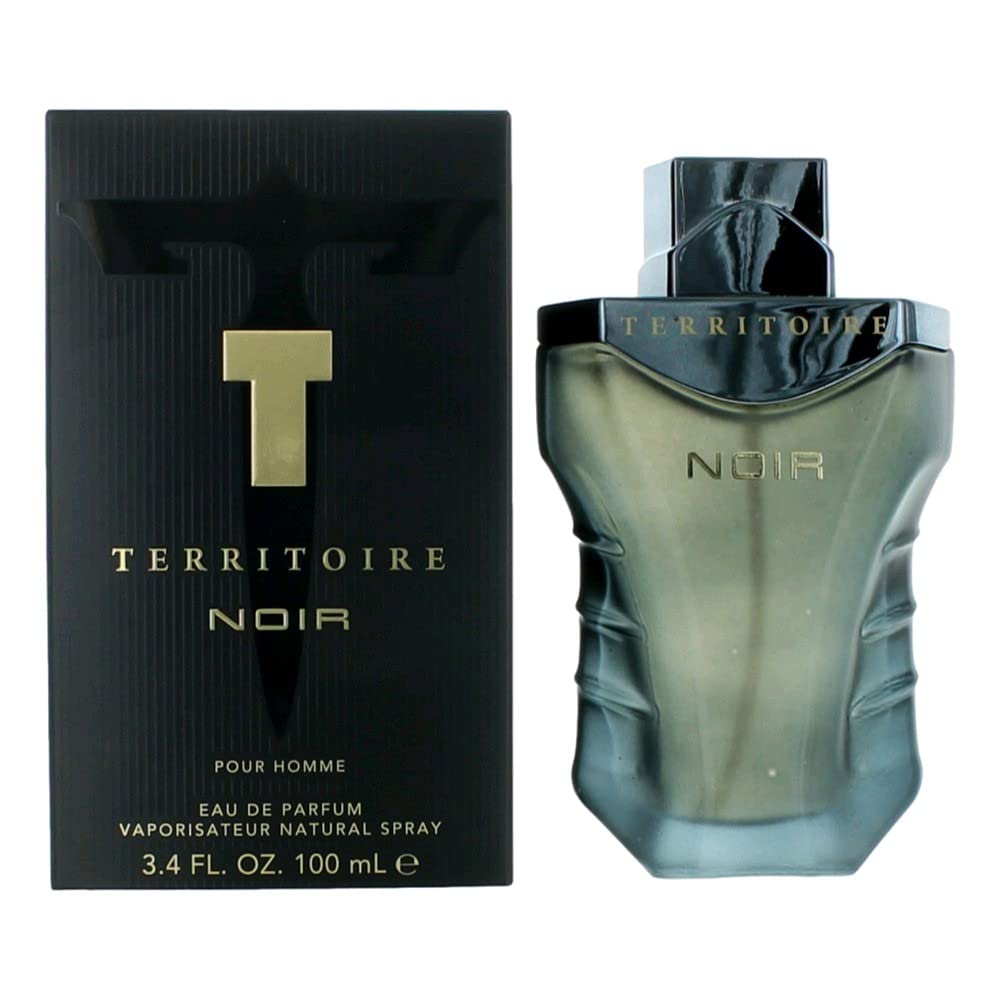 T
TERRITOIRE
NOIR
POUR HOMME
EAU DE PARFUM
VAPORISATEUR NATURAL SPRAY
3.4 FL. OZ. 100 mL ℮
TERRITOIRE
NOIR